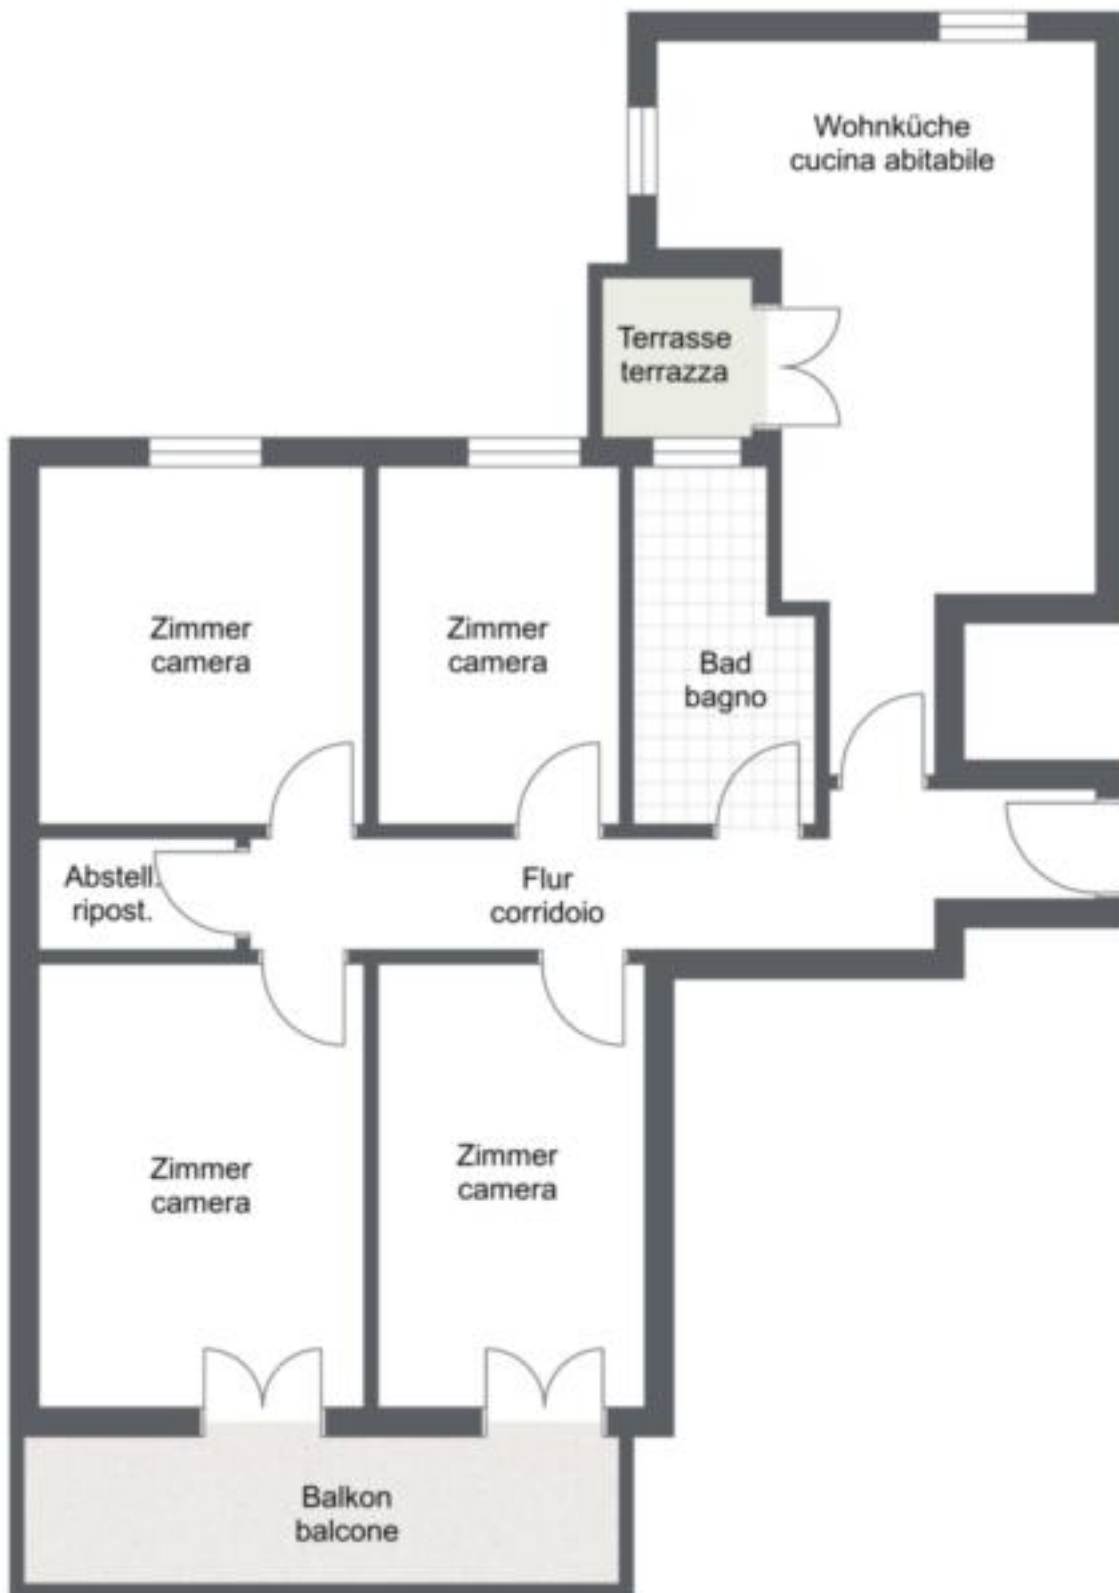 Wohnküche
cucina abitabile
Terrasse
terrazza
Zimmer
camera
Zimmer
camera
Bad
bagno
Abstell.
ripost.
Flur
corridoio
Zimmer
camera
Zimmer
camera
Balkon
balcone